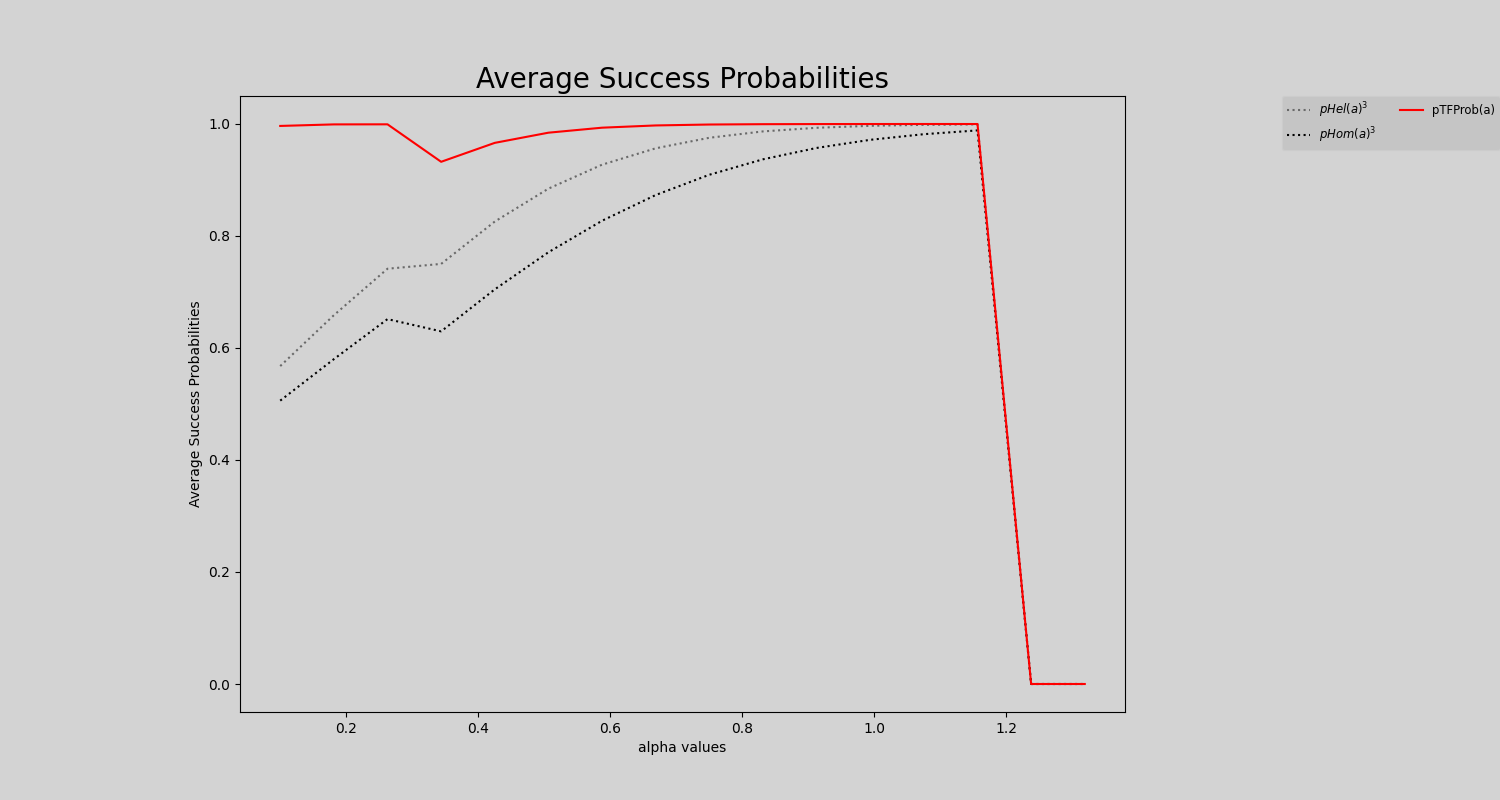 Average Success Probabilities
pHel(a)³
pHom(a)³
pTFProb(a)
Average Success Probabilities
1.0
0.8
0.6
0.4
0.2
0.0
0.2 0.4 0.6 0.8 1.0 1.2
alpha values